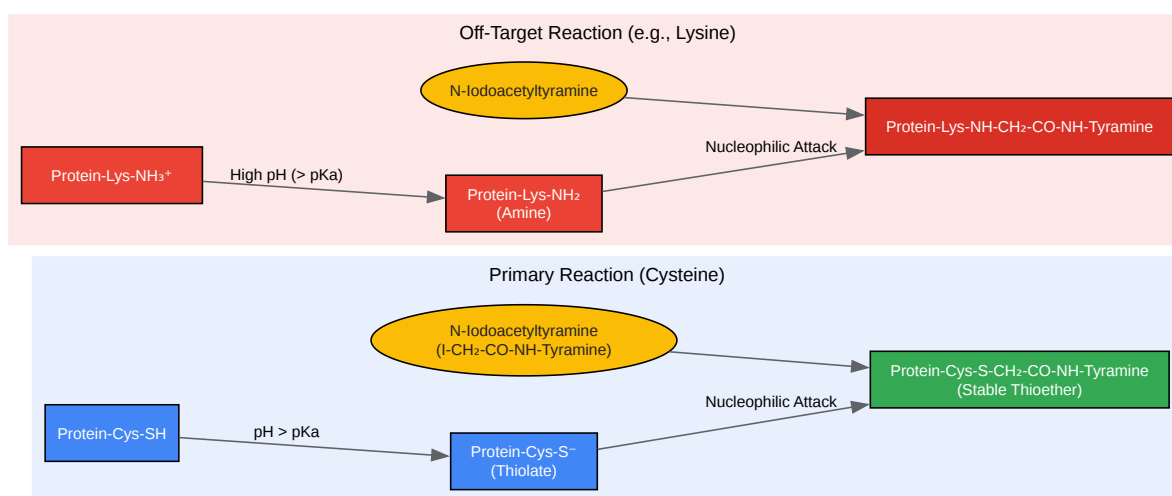 Off-Target Reaction (e.g., Lysine)
N-Iodoacetyltyramine
Protein-Lys-NH-CH₂-CO-NH-Tyramine
Nucleophilic Attack
Protein-Lys-NH₃⁺
High pH (> pKa)
Protein-Lys-NH₂
(Amine)
Primary Reaction (Cysteine)
N-Iodoacetyltyramine
(I-CH₂-CO-NH-Tyramine)
Protein-Cys-S-CH₂-CO-NH-Tyramine
(Stable Thioether)
Nucleophilic Attack
Protein-Cys-SH
pH > pKa
Protein-Cys-S⁻
(Thiolate)